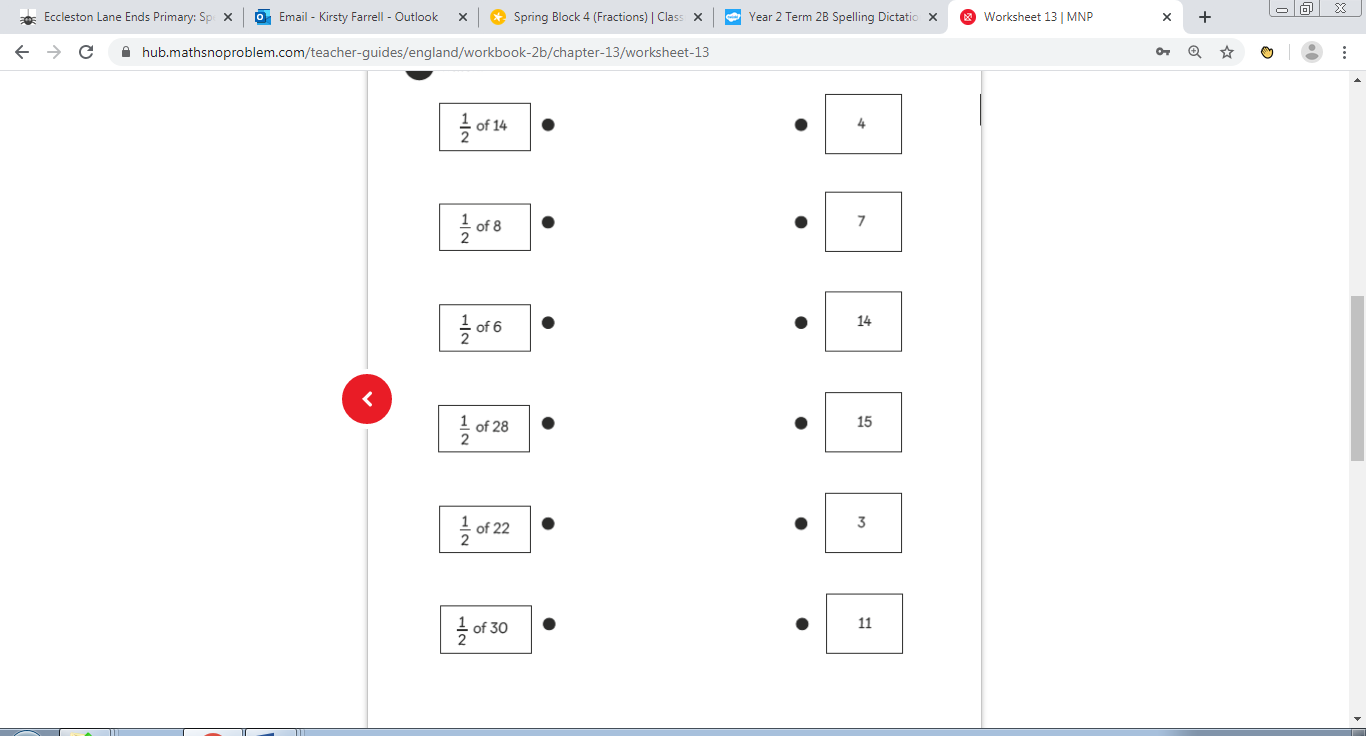 Eccleston Lane Ends Primary: Sp
Email - Kirsty Farrell - Outlook
Spring Block 4 (Fractions) | Class
Year 2 Term 2B Spelling Dictatio
Worksheet 13 | MNP
hub.mathsnoproblem.com/teacher-guides/england/workbook-2b/chapter-13/worksheet-13
1/2 of 14
4
1/2 of 8
7
1/2 of 6
14
1/2 of 28
15
1/2 of 22
3
1/2 of 30
11